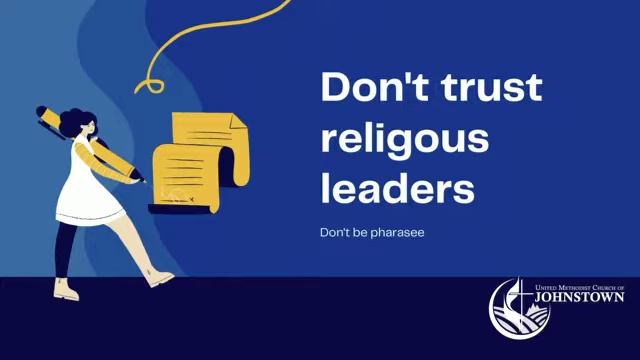 Don't trust
religous
leaders
Don't be pharasee
UNITED METHODIST CHURCH OF
JOHNSTOWN